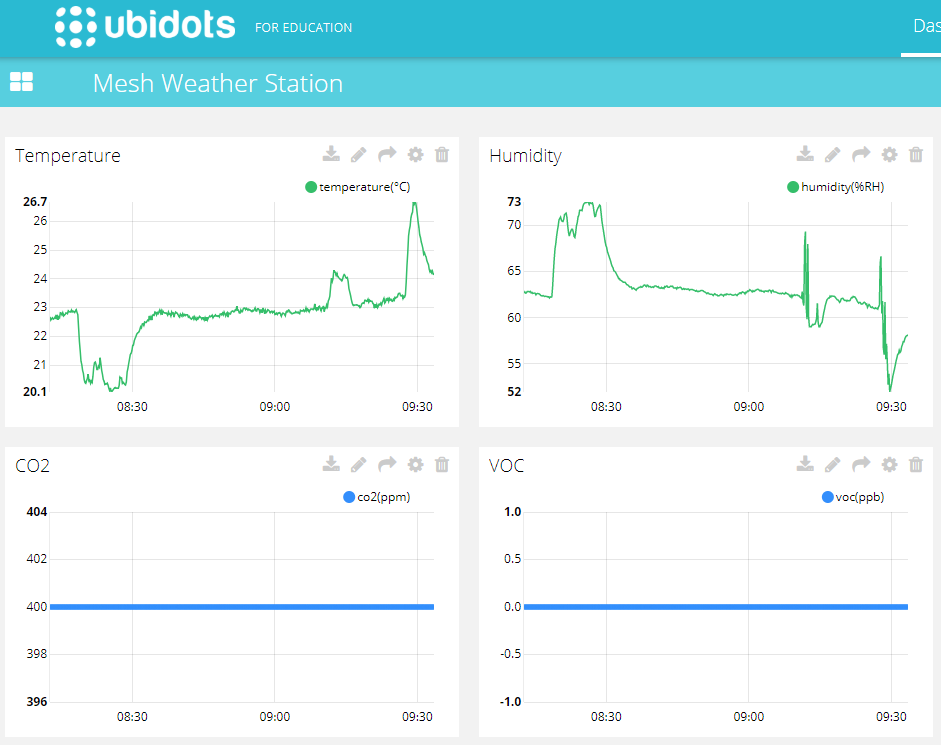 ubidots FOR EDUCATION
Das
Mesh Weather Station
Temperature
temperature(°C)
26.7
26
25
24
23
22
21
20.1
08:30 09:00 09:30
Humidity
humidity(%RH)
73
70
65
60
55
52
08:30 09:00 09:30
CO2
co2(ppm)
404
402
400
398
396
08:30 09:00 09:30
VOC
voc(ppb)
1.0
0.5
0.0
-0.5
-1.0
08:30 09:00 09:30